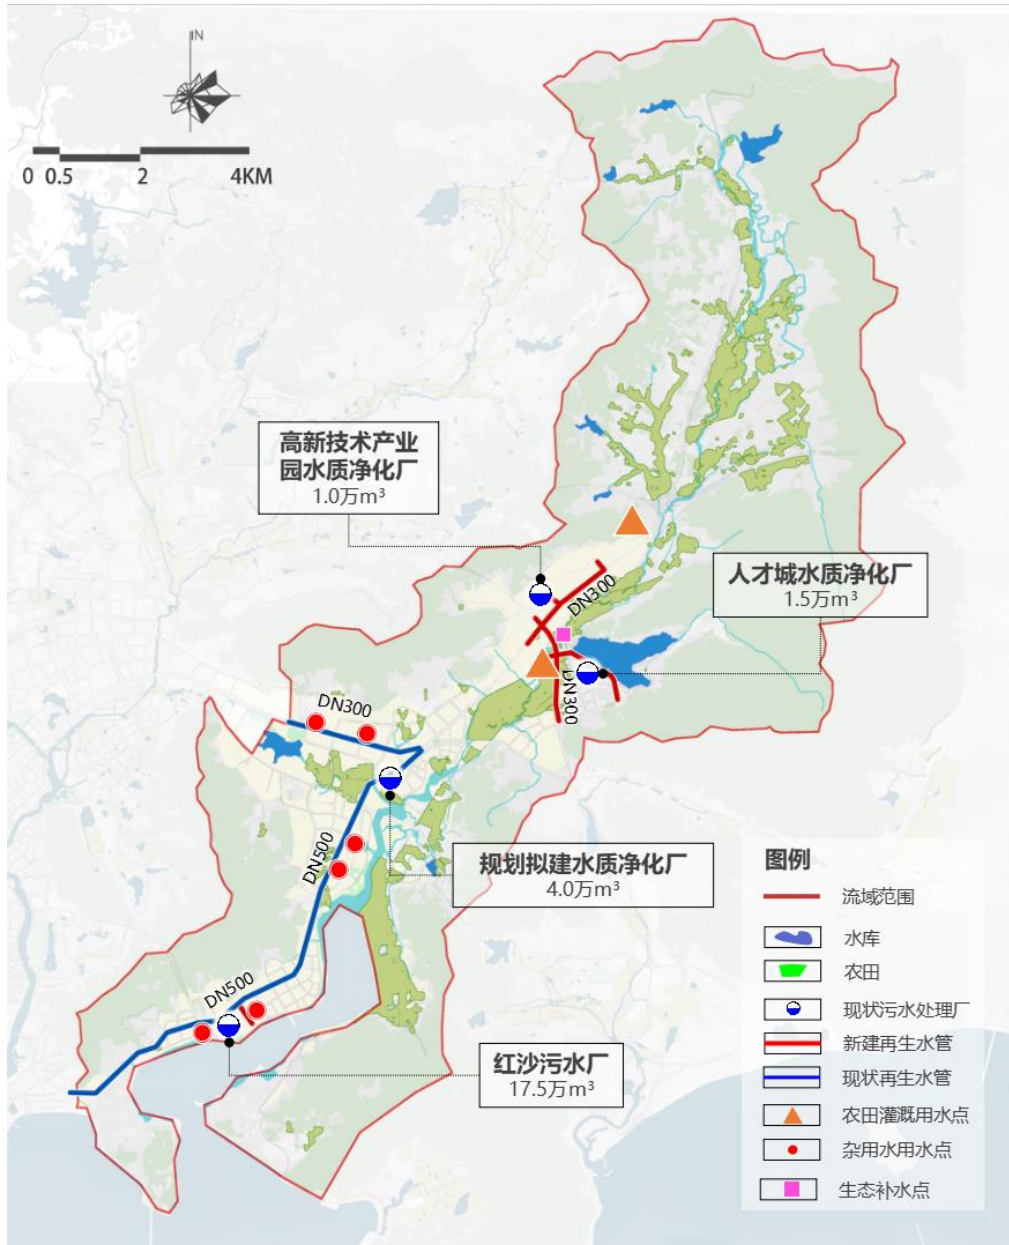 IN
0 0.5 2 4KM
高新技术产业
园水质净化厂
1.0万m³
人才城水质净化厂
1.5万m³
DN300
DN300
DN300
DN500
规划拟建水质净化厂
4.0万m³
DN500
红沙污水厂
17.5万m³
图例
流域范围
水库
农田
现状污水处理厂
新建再生水管
现状再生水管
农田灌溉用水点
杂用水用水点
生态补水点